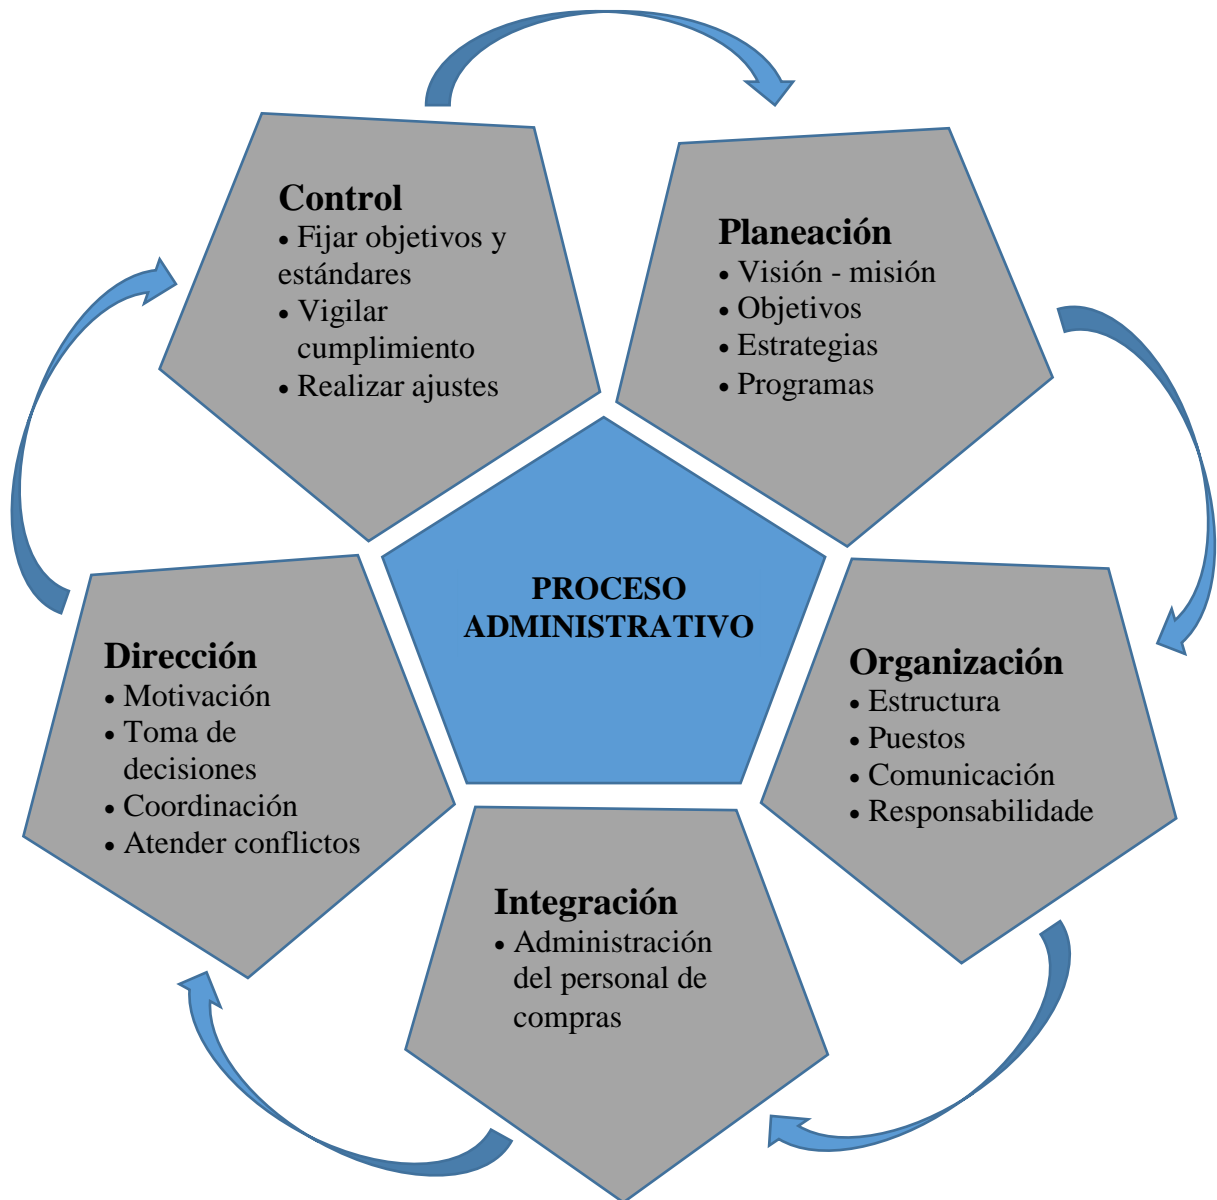 Control
• Fijar objetivos y
estándares
• Vigilar
cumplimiento
• Realizar ajustes
Planeación
• Visión - misión
• Objetivos
• Estrategias
• Programas
PROCESO
ADMINISTRATIVO
Dirección
• Motivación
• Toma de
decisiones
• Coordinación
• Atender conflictos
Organización
• Estructura
• Puestos
• Comunicación
• Responsabilidade
Integración
• Administración
del personal de
compras